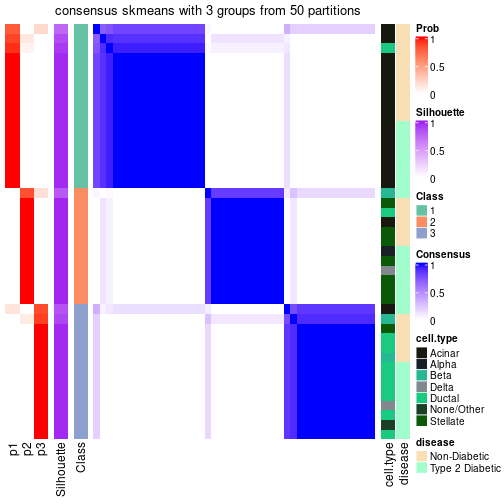 consensus skmeans with 3 groups from 50 partitions
Prob
1
0.5
0
Silhouette
1
0.5
0
Class
1
2
3
Consensus
1
0.5
0
cell.type
Acinar
Alpha
Beta
Delta
Ductal
None/Other
Stellate
disease
Non-Diabetic
Type 2 Diabetic
p1
p2
p3
Silhouette
Class
cell.type
disease